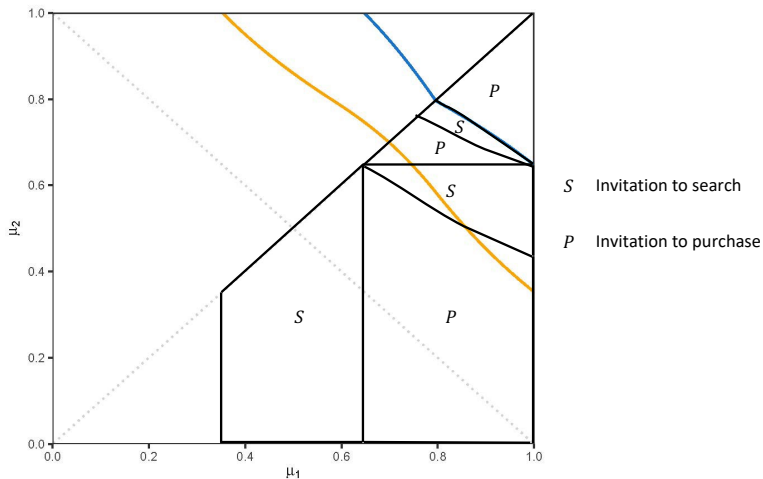 1.0
P
0.8
S
P
S Invitation to search
0.6
S
μ2
P Invitation to purchase
0.4
S
P
0.2
0.0
0.0
0.2
0.4
0.6
0.8
1.0
μ1